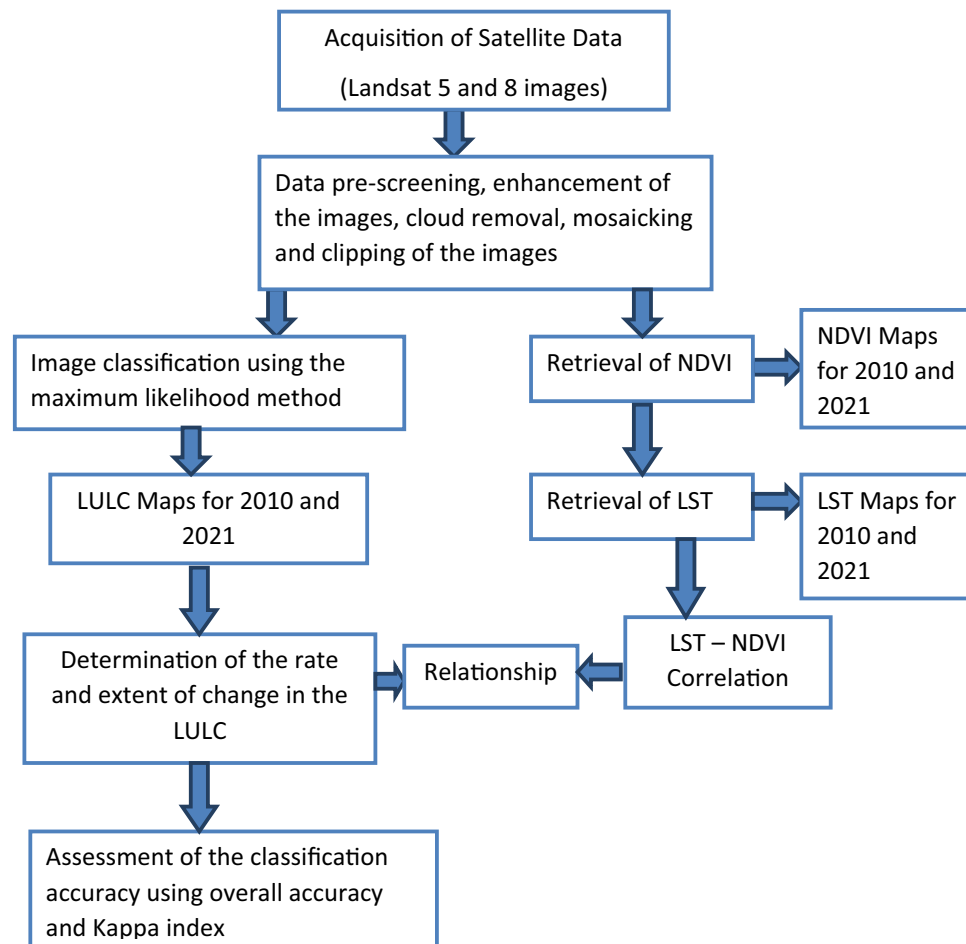 Acquisition of Satellite Data
(Landsat 5 and 8 images)
Data pre-screening, enhancement of
the images, cloud removal, mosaicking
and clipping of the images
Image classification using the
maximum likelihood method
Retrieval of NDVI
NDVI Maps
for 2010 and
2021
LULC Maps for 2010 and
2021
Retrieval of LST
LST Maps for
2010 and
2021
Determination of the rate
and extent of change in the
LULC
Relationship
LST – NDVI
Correlation
Assessment of the classification
accuracy using overall accuracy
and Kappa index